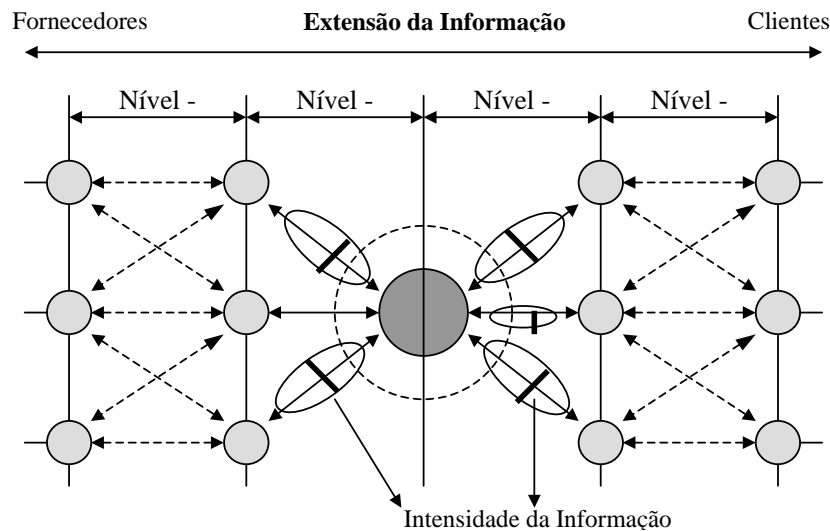 Fornecedores
Extensão da Informação
Clientes
Nível -
Nível -
Nível -
Nível -
Intensidade da Informação